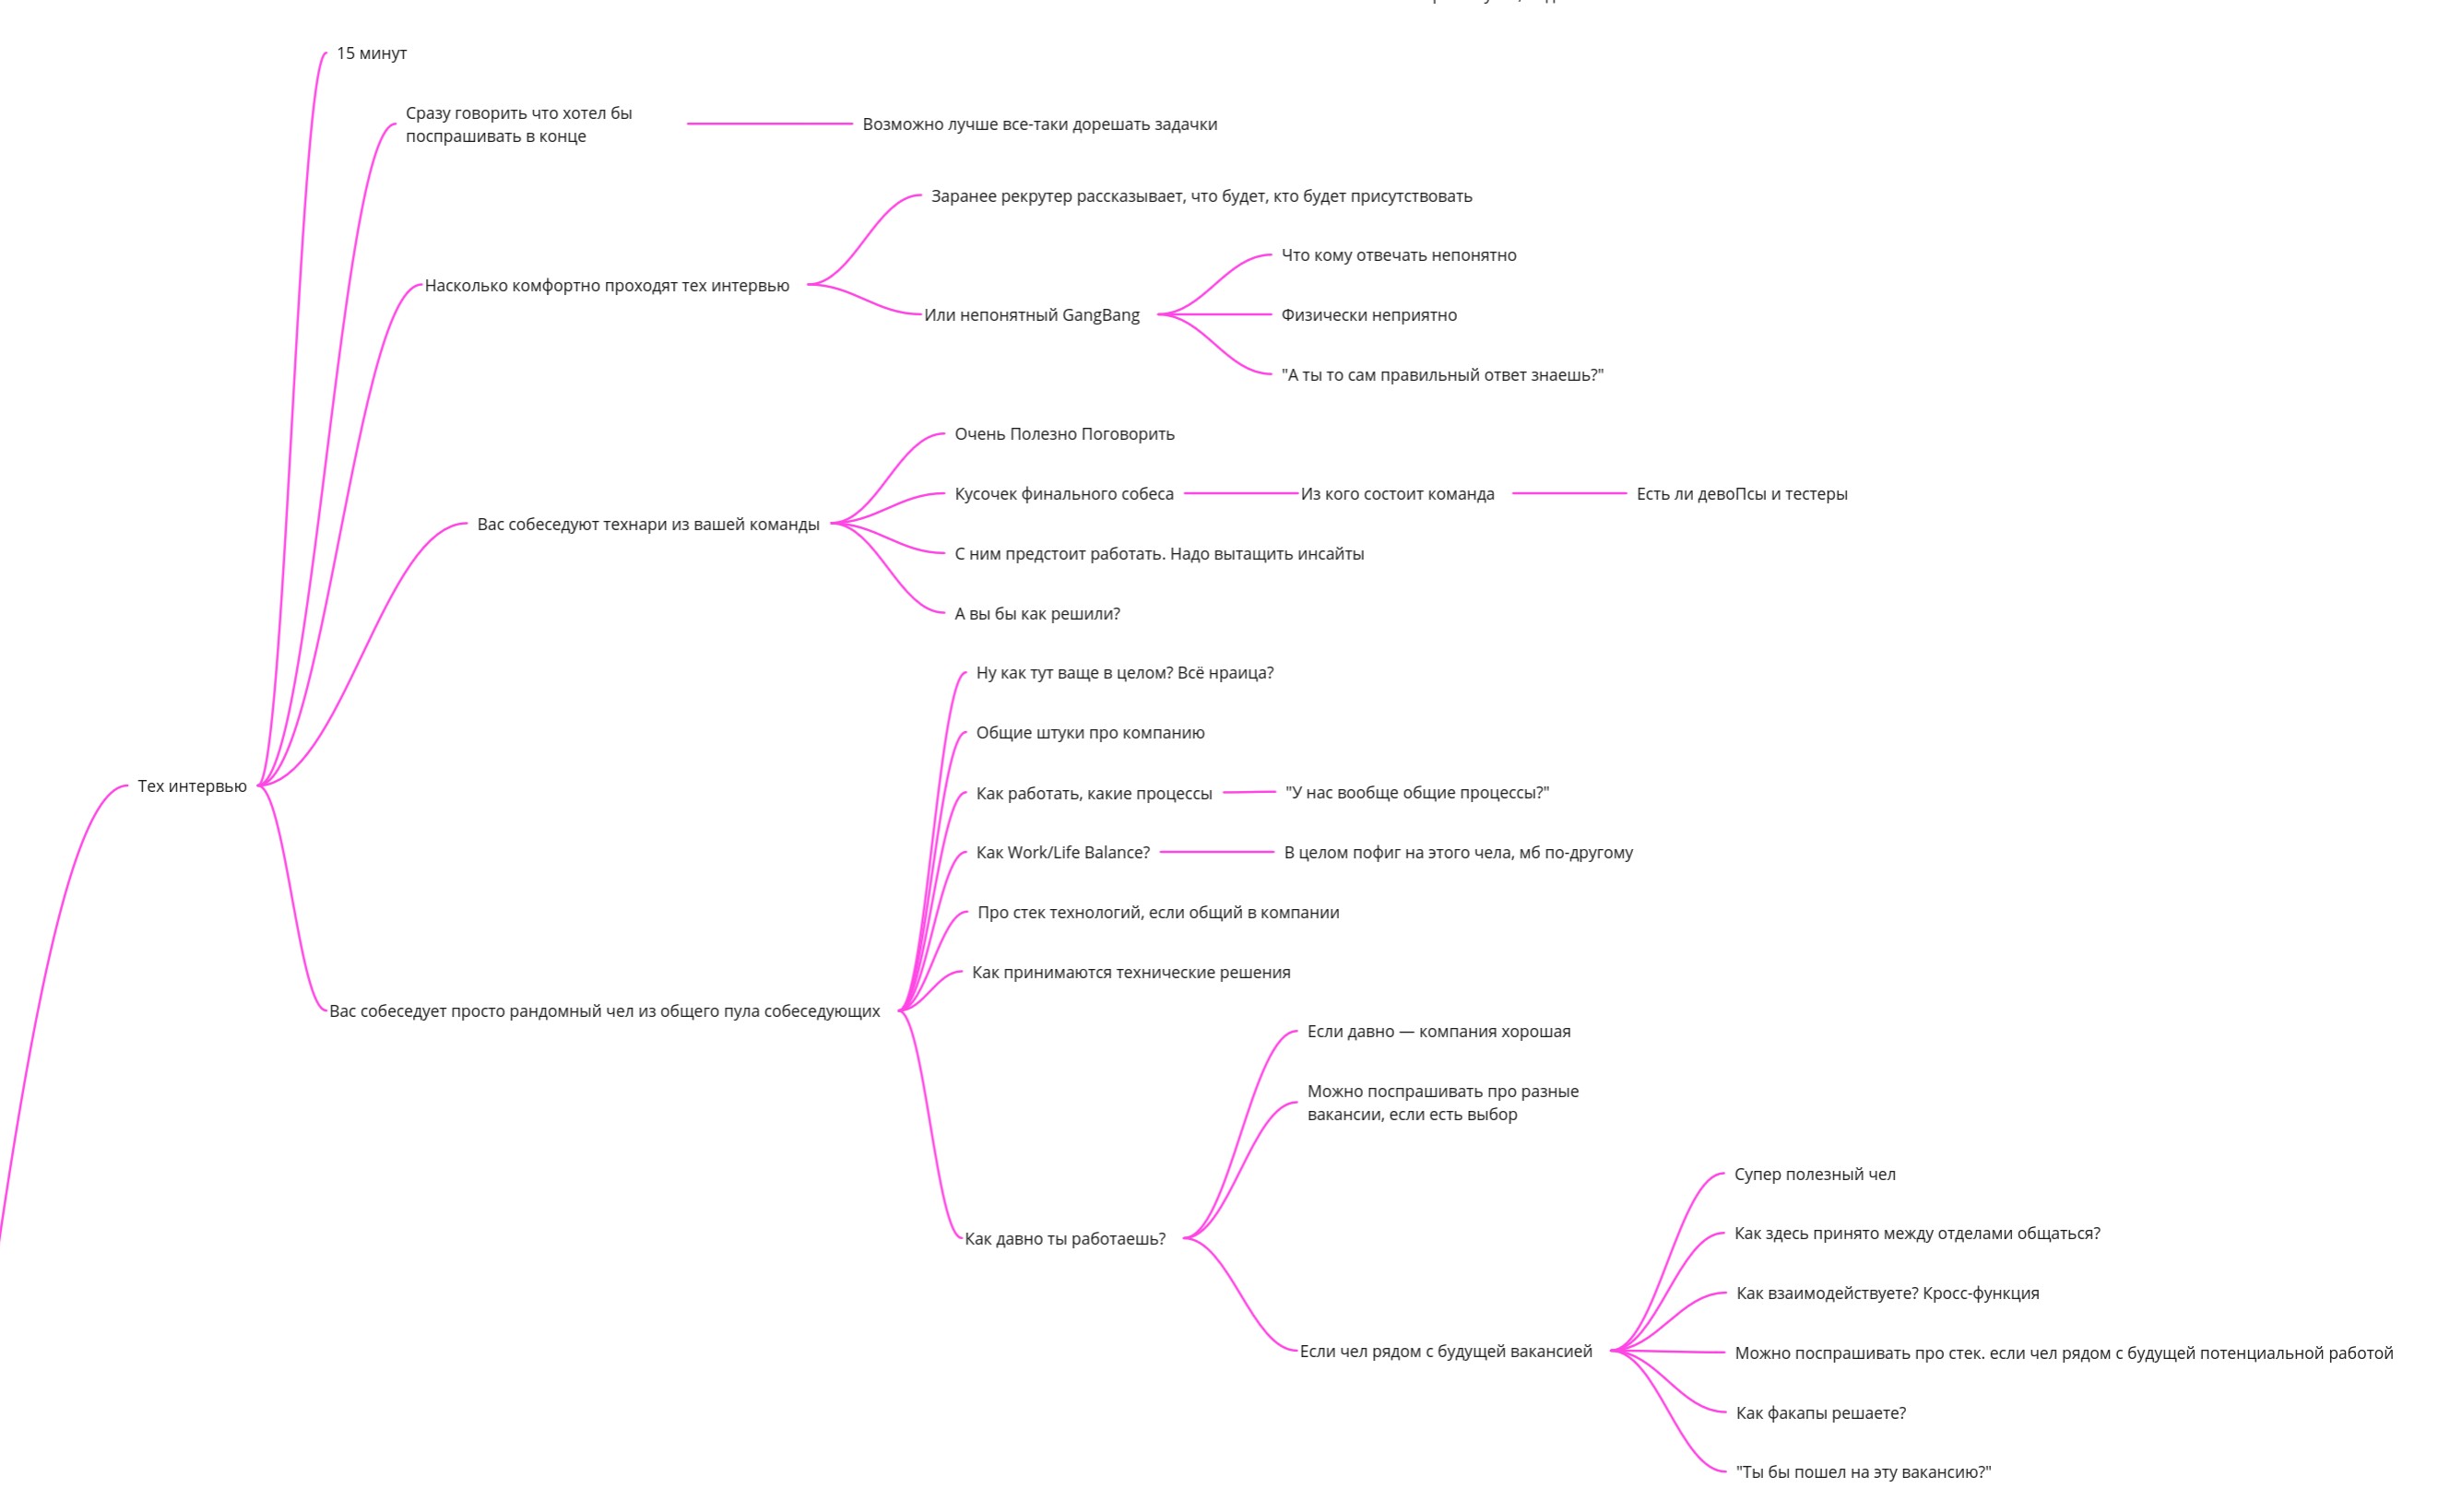 15 минут
Сразу говорить что хотел бы
поспрашивать в конце
Возможно лучше все-таки дорешать задачки
Заранее рекрутер рассказывает, что будет, кто будет присутствовать
Насколько комфортно проходят тех интервью
Что кому отвечать непонятно
Или непонятный GangBang
Физически неприятно
"А ты то сам правильный ответ знаешь?"
Очень Полезно Поговорить
Кусочек финального собеса
Из кого состоит команда
Есть ли девоПсы и тестеры
Вас собеседуют технари из вашей команды
С ним предстоит работать. Надо вытащить инсайты
А вы бы как решили?
Ну как тут ваще в целом? Всё нраица?
Общие штуки про компанию
Тех интервью
Как работать, какие процессы
"У нас вообще общие процессы?"
Как Work/Life Balance?
В целом пофиг на этого чела, мб по-другому
Про стек технологий, если общий в компании
Как принимаются технические решения
Вас собеседует просто рандомный чел из общего пула собеседующих
Если давно — компания хорошая
Можно поспрашивать про разные
вакансии, если есть выбор
Как давно ты работаешь?
Супер полезный чел
Как здесь принято между отделами общаться?
Как взаимодействуете? Кросс-функция
Если чел рядом с будущей вакансией
Можно поспрашивать про стек. если чел рядом с будущей потенциальной работой
Как факапы решаете?
"Ты бы пошел на эту вакансию?"